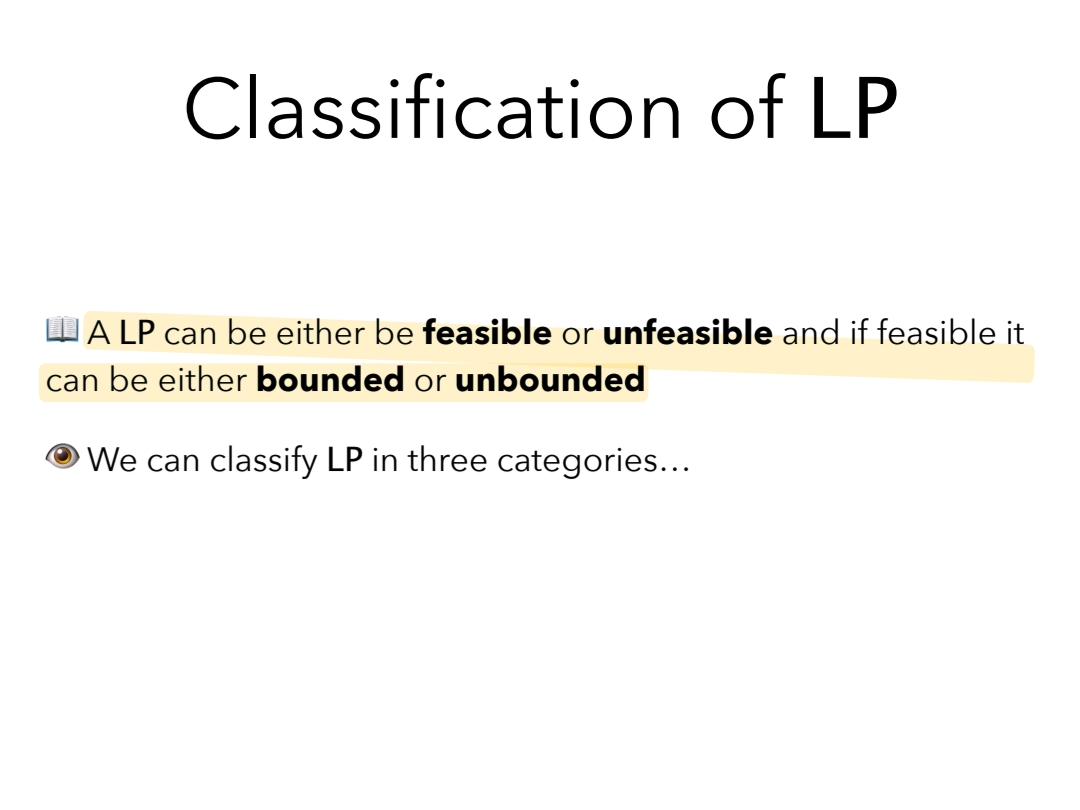 Classification of LP
📖 A LP can be either be feasible or unfeasible and if feasible it
can be either bounded or unbounded
👁 We can classify LP in three categories…